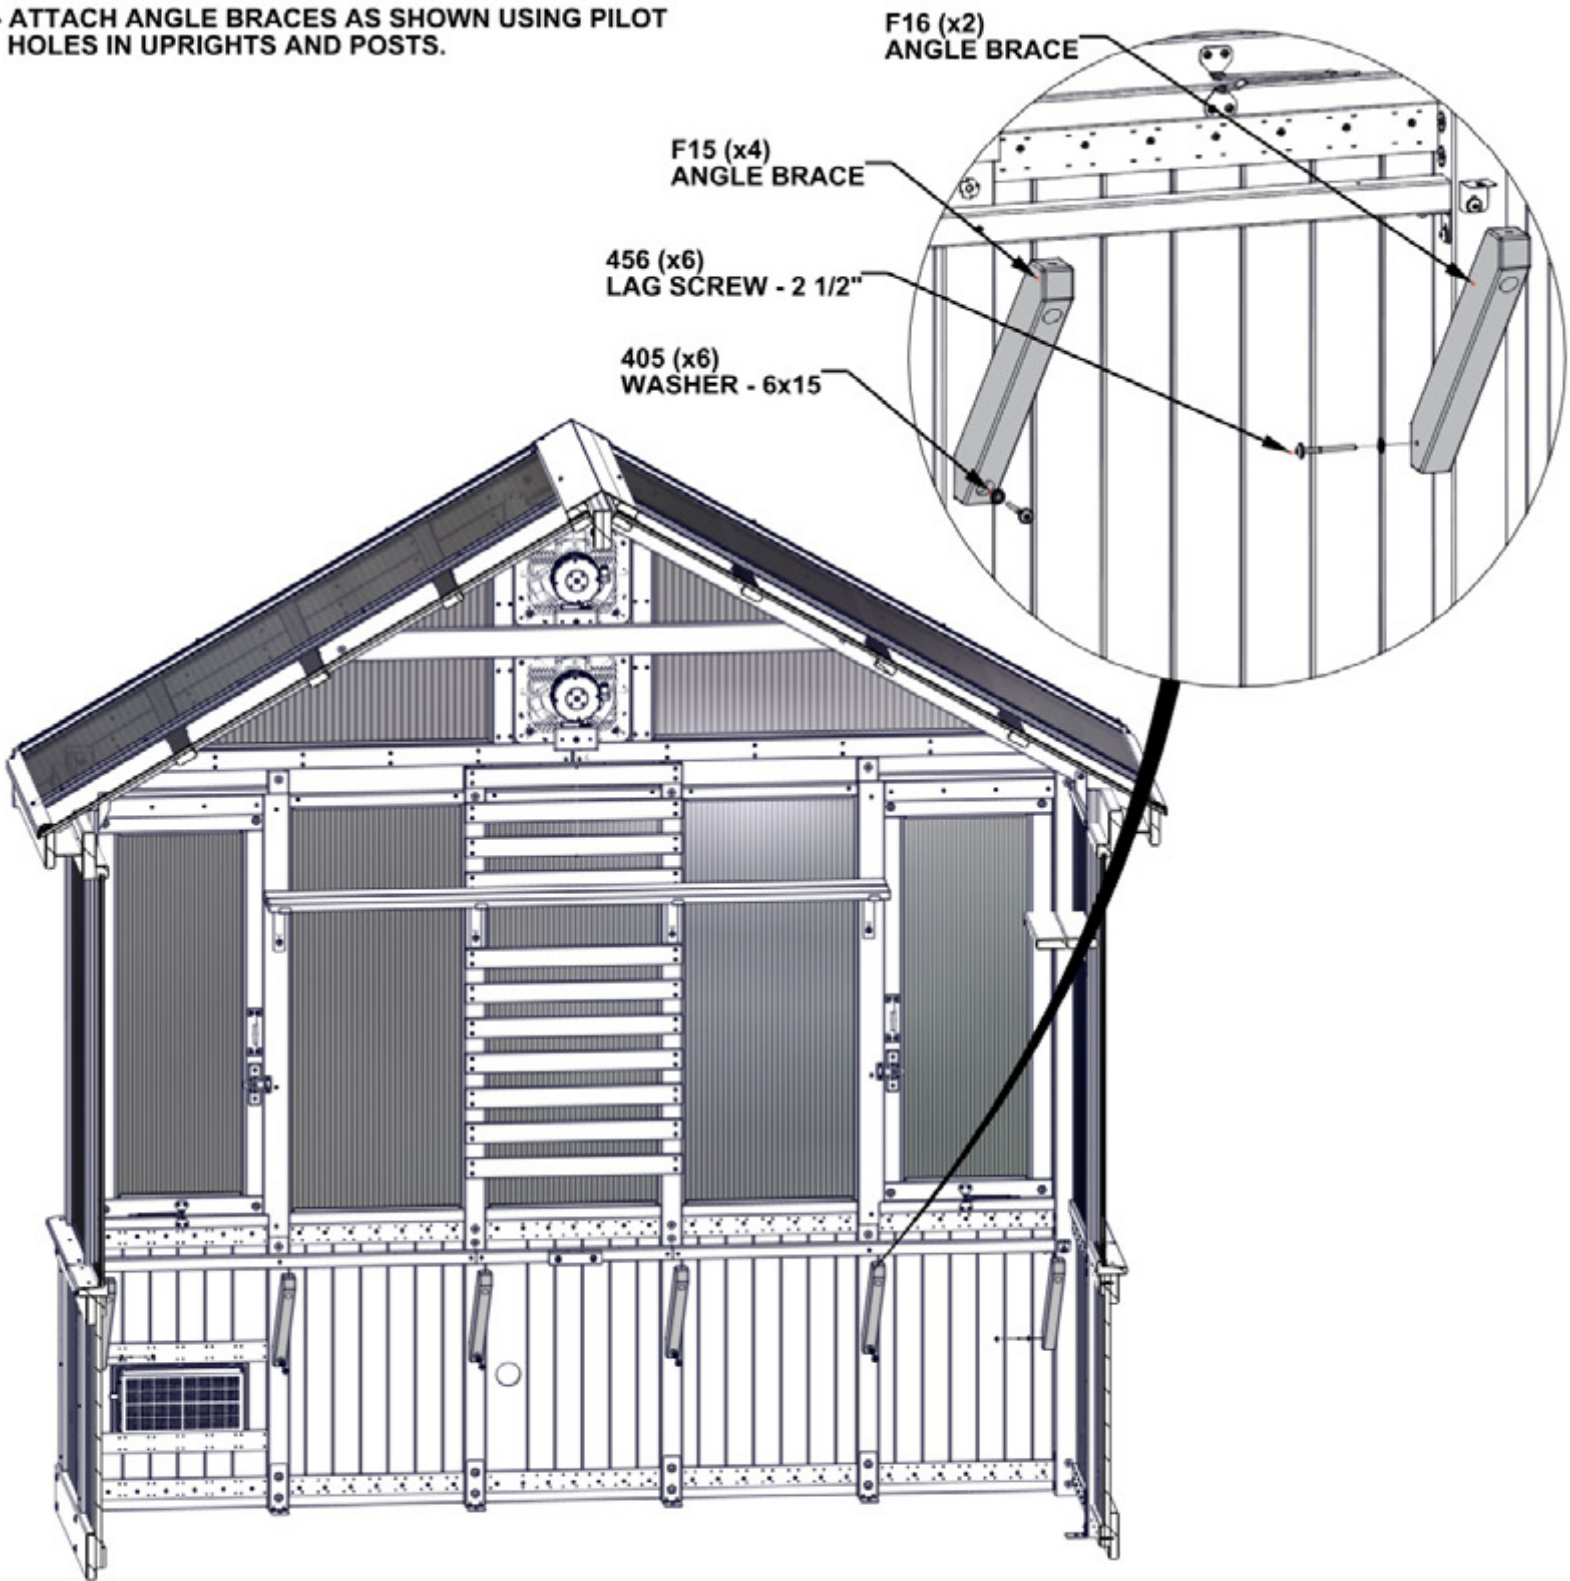 - ATTACH ANGLE BRACES AS SHOWN USING PILOT
HOLES IN UPRIGHTS AND POSTS.
F16 (x2)
ANGLE BRACE
F15 (x4)
ANGLE BRACE
456 (x6)
LAG SCREW - 2 1/2"
405 (x6)
WASHER - 6x15